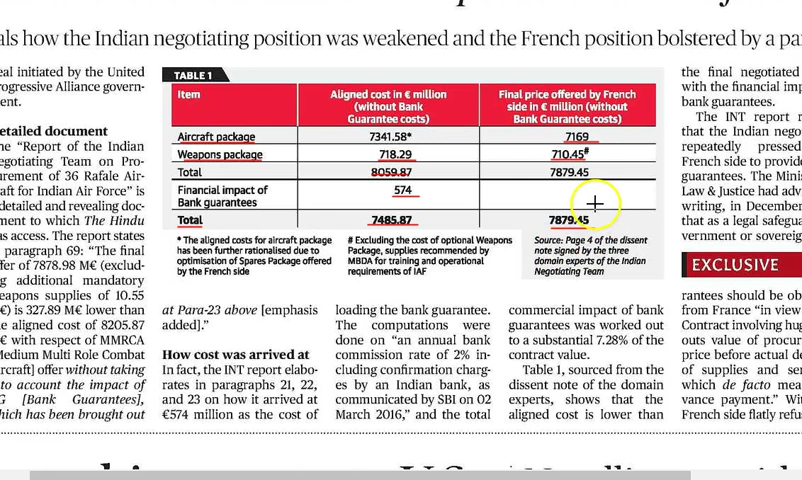 als how the Indian negotiating position was weakened and the French position bolstered by a pa
eal initiated by the United
rogressive Alliance govern-
ent.
etailed document
he “Report of the Indian
egotiating Team on Pro-
urement of 36 Rafale Air-
raft for Indian Air Force” is
detailed and revealing doc-
ment to which The Hindu
as access. The report states
paragraph 69: “The final
fer of 7878.98 M€ (exclud-
g additional mandatory
eapons supplies of 10.55
€) is 327.89 M€ lower than
e aligned cost of 8205.87
€ with respect of MMRCA
Medium Multi Role Combat
rcraft] offer without taking
to account the impact of
G [Bank Guarantees],
hich has been brought out
TABLE 1
Item
Aligned cost in € million
(without Bank
Guarantee costs)
Final price offered by French
side in € million (without
Bank Guarantee costs)
Aircraft package 7341.58* 7169
Weapons package 718.29 710.45#
Total 8059.87 7879.45
Financial impact of
Bank guarantees 574
Total 7485.87 7879.45
* The aligned costs for aircraft package
has been further rationalised due to
optimisation of Spares Package offered
by the French side
# Excluding the cost of optional Weapons
Package, supplies recommended by
MBDA for training and operational
requirements of IAF
Source: Page 4 of the dissent
note signed by the three
domain experts of the Indian
Negotiating Team
at Para-23 above [emphasis
added].”
How cost was arrived at
In fact, the INT report elabo-
rates in paragraphs 21, 22,
and 23 on how it arrived at
€574 million as the cost of
loading the bank guarantee.
The computations were
done on “an annual bank
commission rate of 2% in-
cluding confirmation charg-
es by an Indian bank, as
communicated by SBI on 02
March 2016,” and the total
commercial impact of bank
guarantees was worked out
to a substantial 7.28% of the
contract value.
Table 1, sourced from the
dissent note of the domain
experts, shows that the
aligned cost is lower than
the final negotiated
with the financial imp
bank guarantees.
The INT report r
that the Indian nego
repeatedly pressed
French side to provide
guarantees. The Minis
Law & Justice had adv
writing, in December
that as a legal safegua
vernment or sovereig
EXCLUSIVE
rantees should be ob
from France “in view
Contract involving hug
outs value of procure
price before actual de
of supplies and ser
which de facto mea
vance payment.” Wit
French side flatly refus